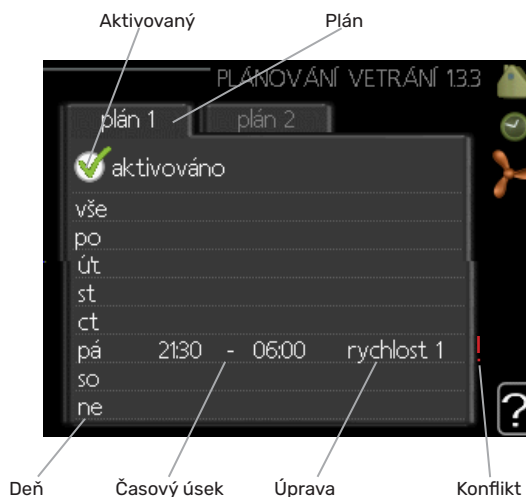 Aktivovaný Plán
PLÁNOVÁNÍ VETRÁNÍ 1.3.3
plán 1 plán 2
aktivováno
vše
po
út
st
ct
pá 21:30 - 06:00 rychlost 1 !
so
ne
?
Deň Časový úsek Úprava Konflikt